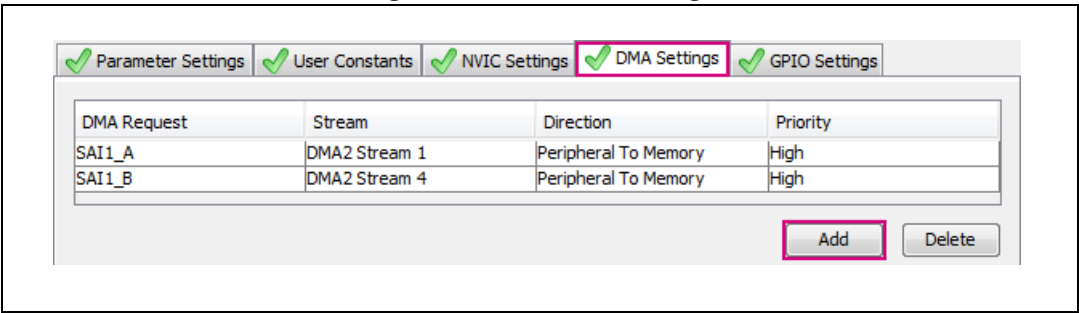 Parameter Settings User Constants NVIC Settings DMA Settings GPIO Settings
DMA Request Stream Direction Priority
SAI1_A DMA2 Stream 1 Peripheral To Memory High
SAI1_B DMA2 Stream 4 Peripheral To Memory High
Add Delete